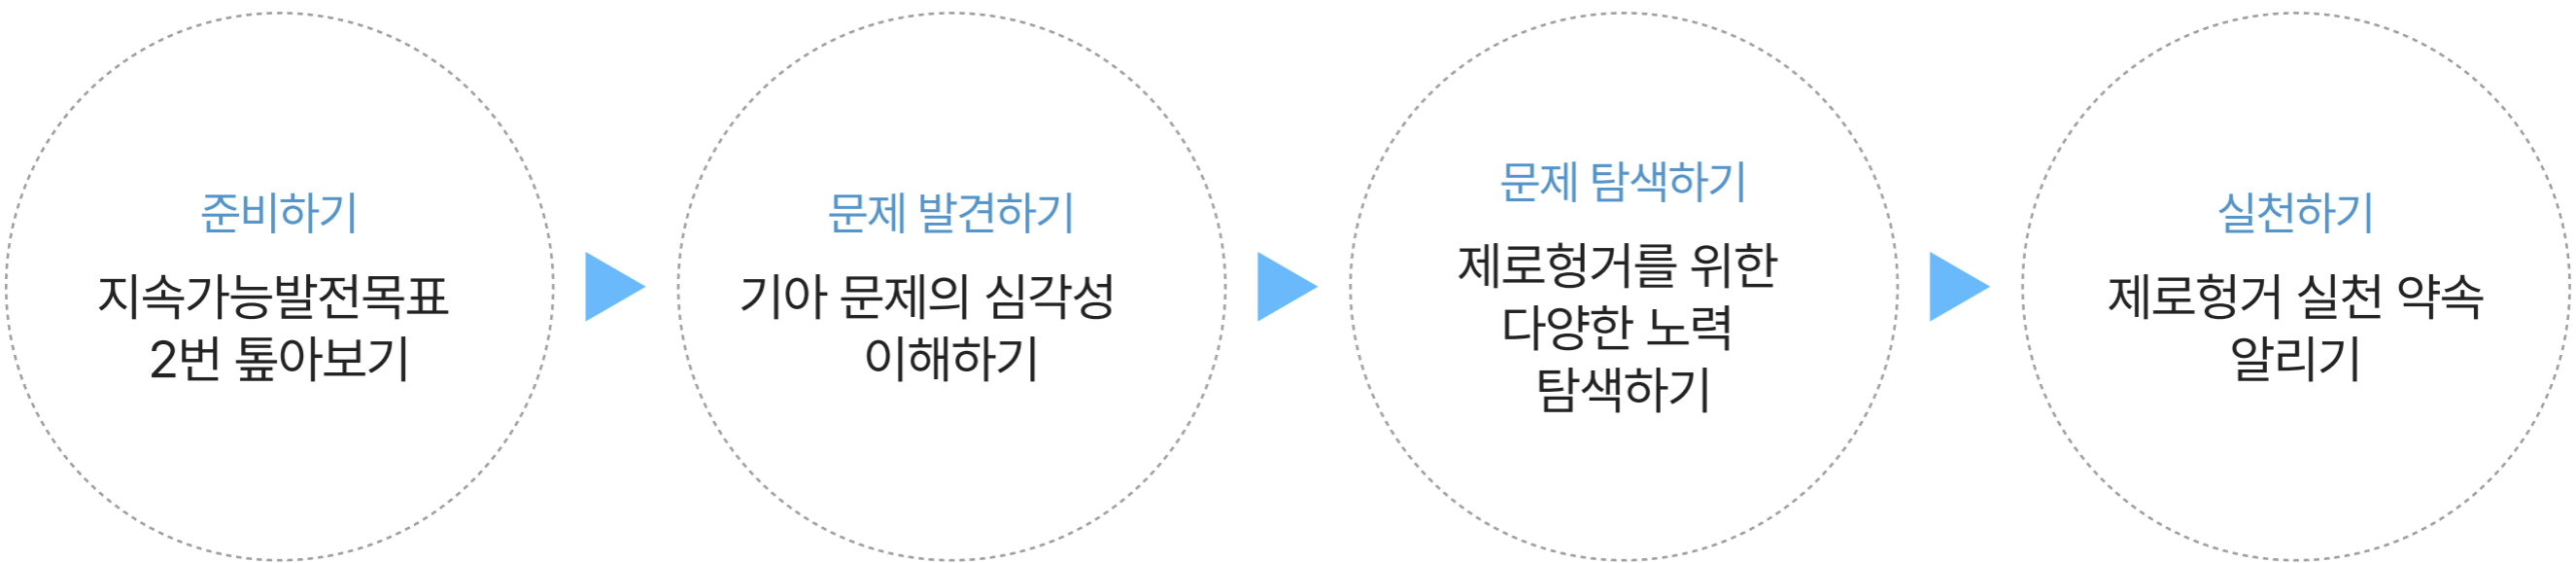 준비하기
지속가능발전목표
2번 톺아보기
문제 발견하기
기아 문제의 심각성
이해하기
문제 탐색하기
제로헝거를 위한
다양한 노력
탐색하기
실천하기
제로헝거 실천 약속
알리기